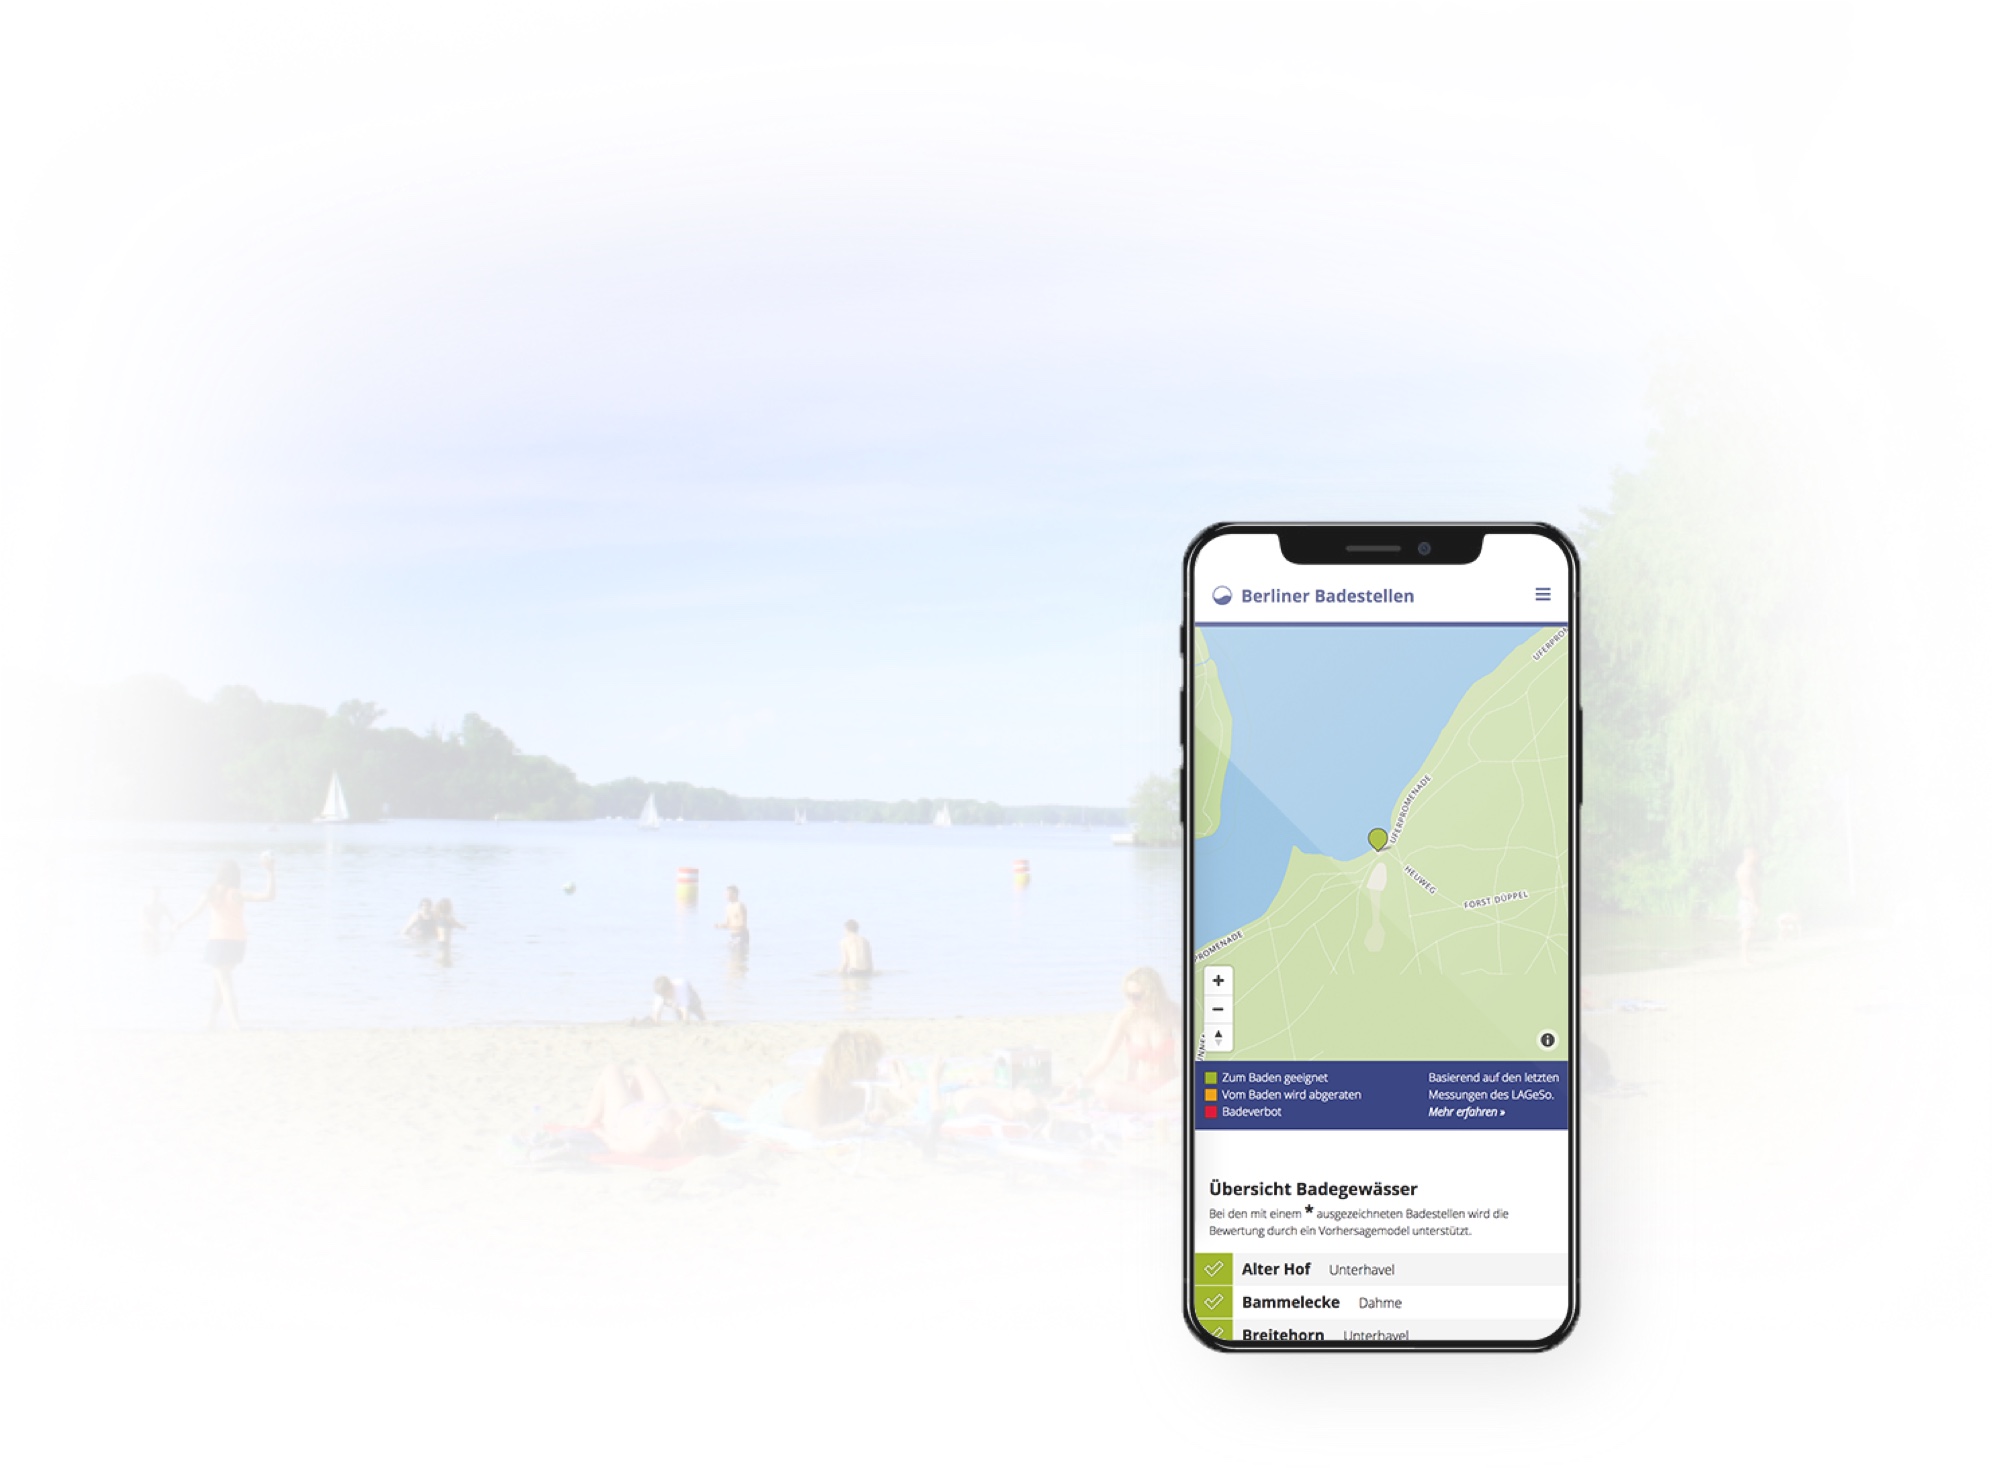 Berliner Badestellen
UFERPROM
UFERPROMENADE
HEUWEG
FORST DÜPPEL
PROMENADE
Zum Baden geeignet
Vom Baden wird abgeraten
Badeverbot
Basierend auf den letzten
Messungen des LAGeSo.
Mehr erfahren »
Übersicht Badegewässer
Bei den mit einem * ausgezeichneten Badestellen wird die
Bewertung durch ein Vorhersagemodel unterstützt.
Alter Hof Unterhavel
Bammelecke Dahme
Breitehorn Unterhavel